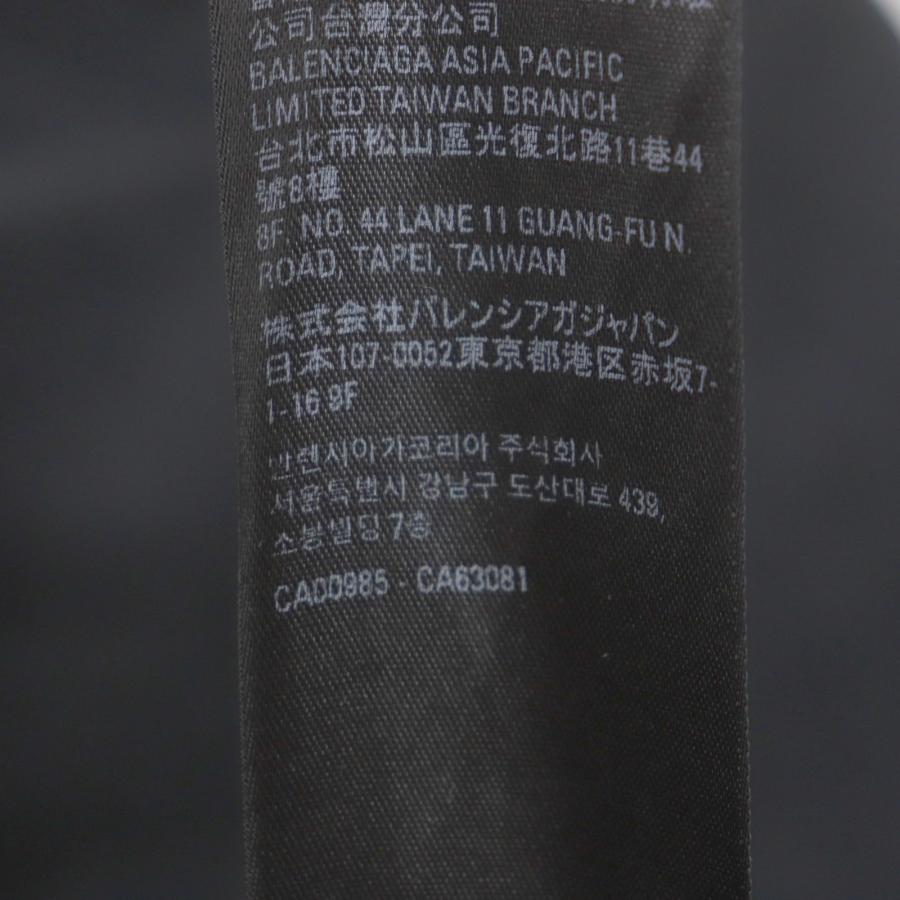 公司台灣分公司
BALENCIAGA ASIA PACIFIC
LIMITED TAIWAN BRANCH
台北市松山區光復北路11巷44
號8樓
8F. NO. 44 LANE 11 GUANG-FU N.
ROAD, TAPEI, TAIWAN
株式会社バレンシアガジャパン
日本107-0052東京都港区赤坂7-
1-16 8F
발렌시아가코리아 주식회사
서울특별시 강남구 도산대로 439,
소봉빌딩 7층
CA00985 - CA63081